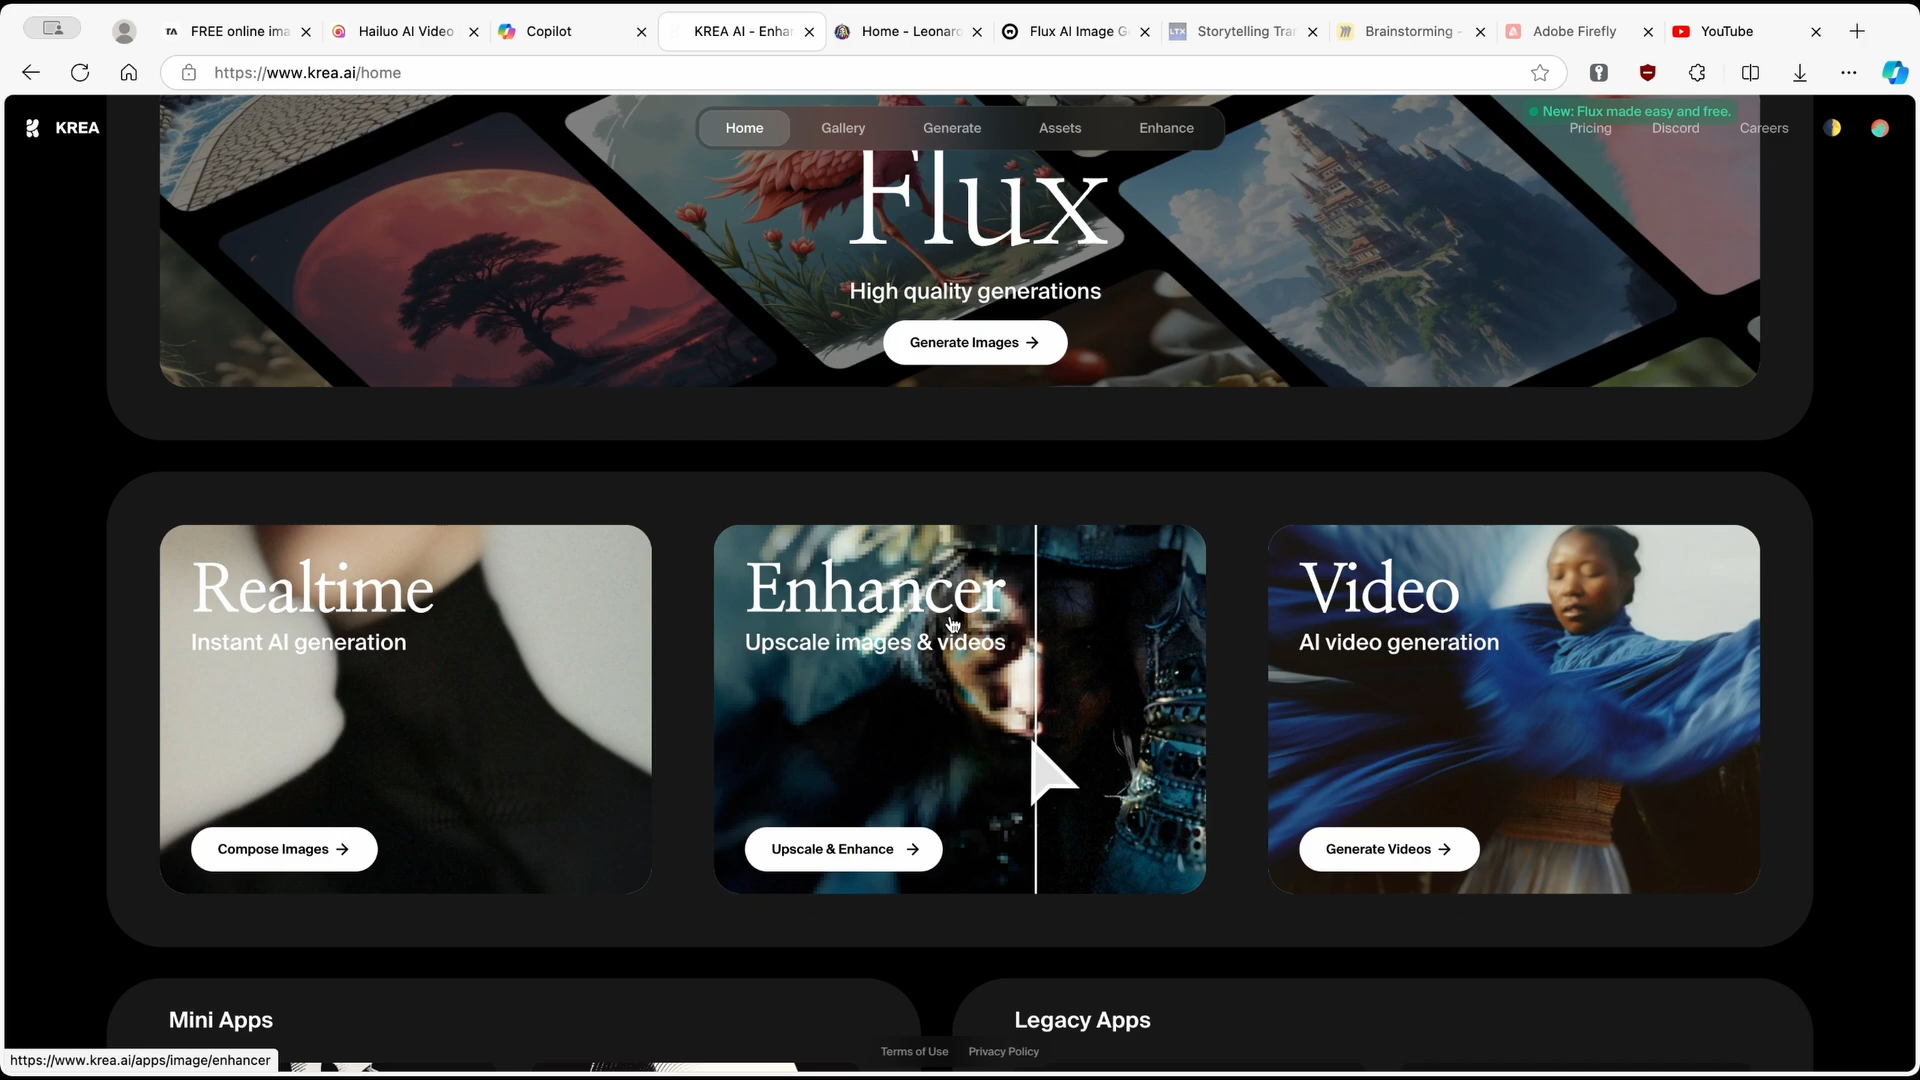 FREE online ima
Hailuo AI Video
Copilot
KREA AI - Enhan
Home - Leonard
Flux AI Image G
LTX
Storytelling Tran
Brainstorming -
Adobe Firefly
YouTube
https://www.krea.ai/home
KREA
Home
Gallery
Generate
Assets
Enhance
New: Flux made easy and free.
Pricing
Discord
Careers
Flux
High quality generations
Generate Images →
Realtime
Instant AI generation
Compose Images →
Enhancer
Upscale images & videos
Upscale & Enhance →
Video
AI video generation
Generate Videos →
Mini Apps
Legacy Apps
Terms of Use
Privacy Policy
https://www.krea.ai/apps/image/enhancer